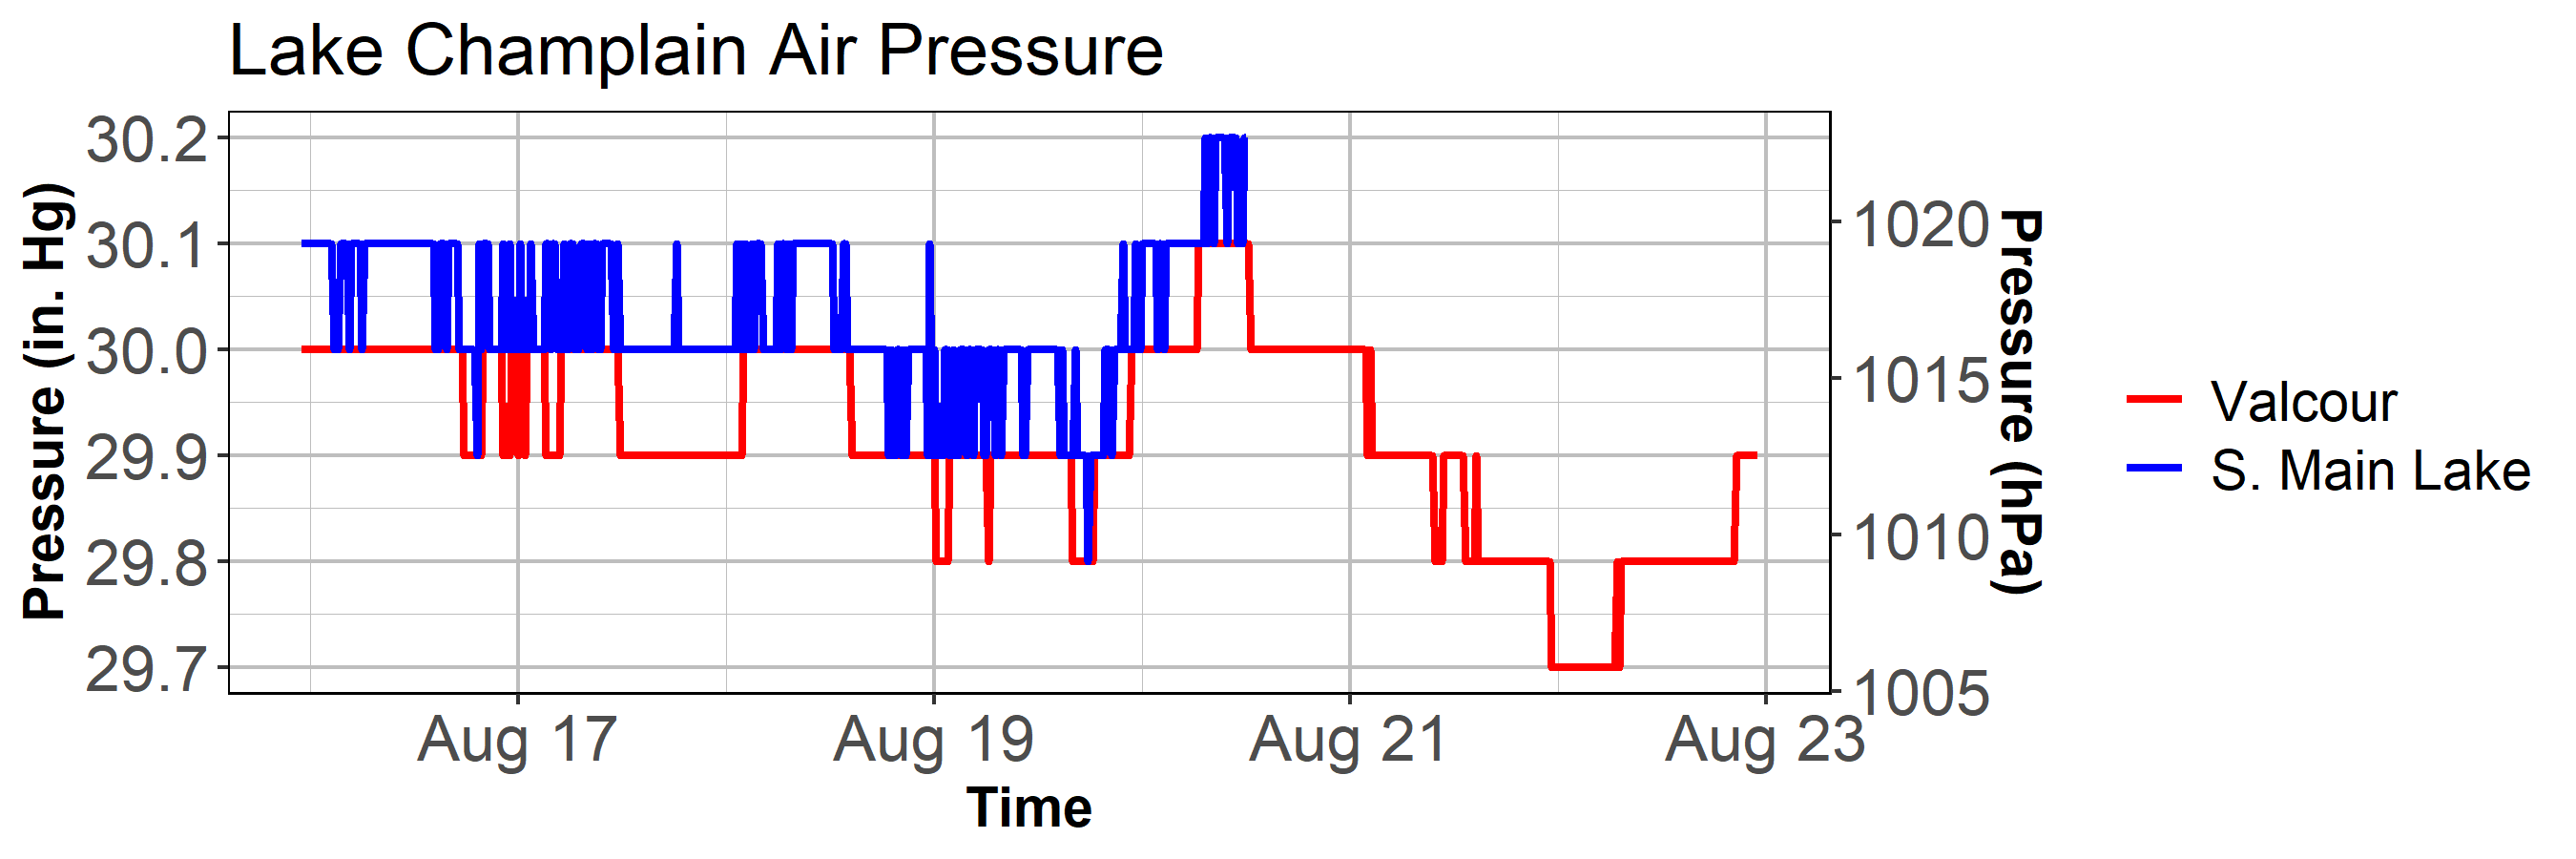 Lake Champlain Air Pressure
Pressure (in. Hg)
30.2
30.1
30.0
29.9
29.8
29.7
1020
1015
1010
1005
Pressure (hPa)
Aug 17
Aug 19
Aug 21
Aug 23
Time
Valcour
S. Main Lake